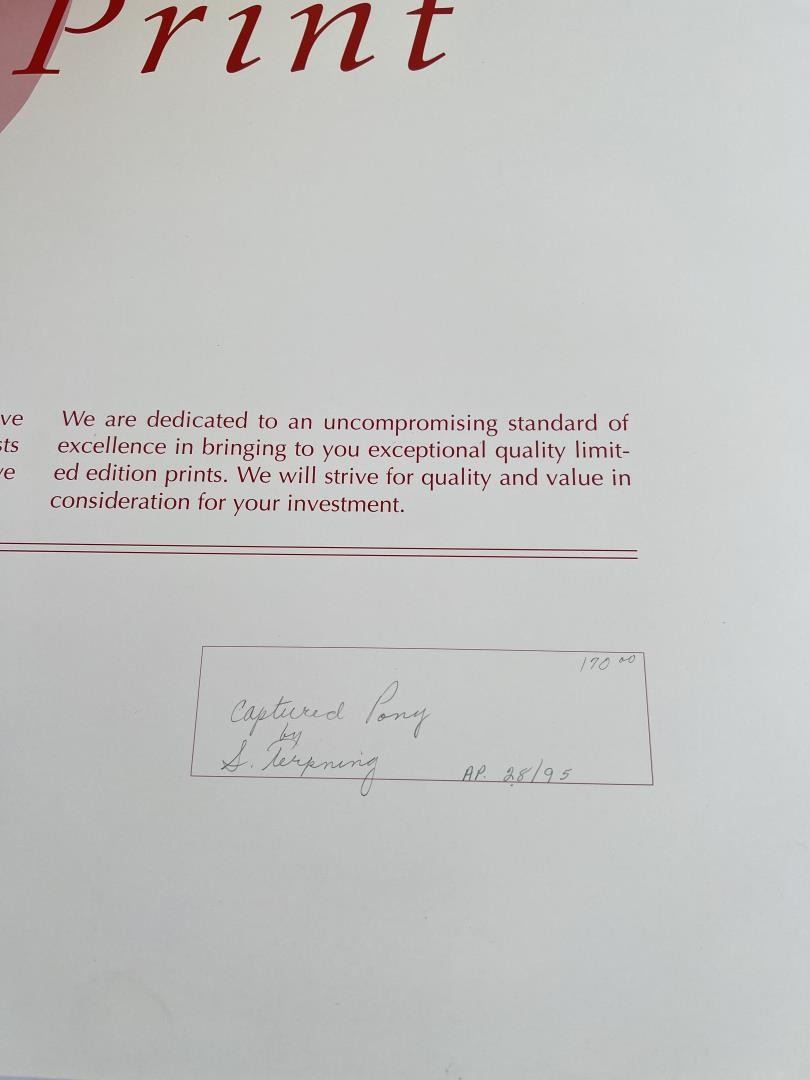 Print
ve
sts
ve
We are dedicated to an uncompromising standard of
excellence in bringing to you exceptional quality limit-
ed edition prints. We will strive for quality and value in
consideration for your investment.
170 00
Captured Pony
by
S. Terpning
AP. 28/95